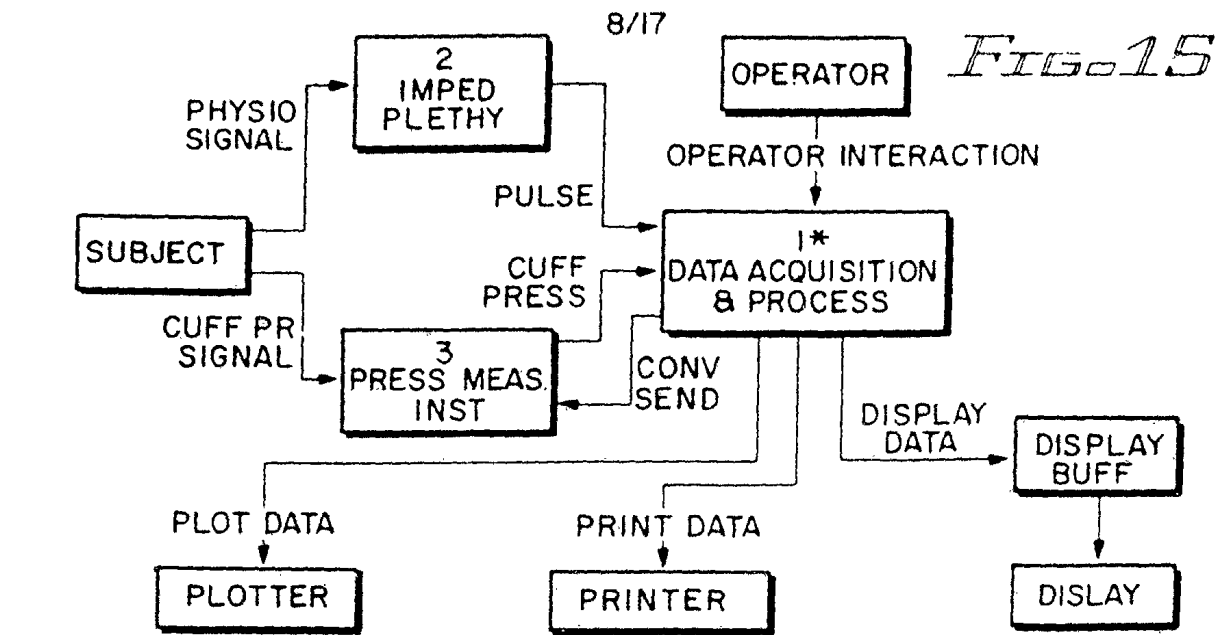 8/17
FIG. 15
2
IMPED
PLETHY
OPERATOR
PHYSIO
SIGNAL
OPERATOR INTERACTION
PULSE
SUBJECT
1*
DATA ACQUISITION
& PROCESS
CUFF
PRESS
CUFF PR
SIGNAL
3
PRESS MEAS.
INST
CONV
SEND
DISPLAY
DATA
DISPLAY
BUFF
PLOT DATA
PRINT DATA
PLOTTER
PRINTER
DISLAY